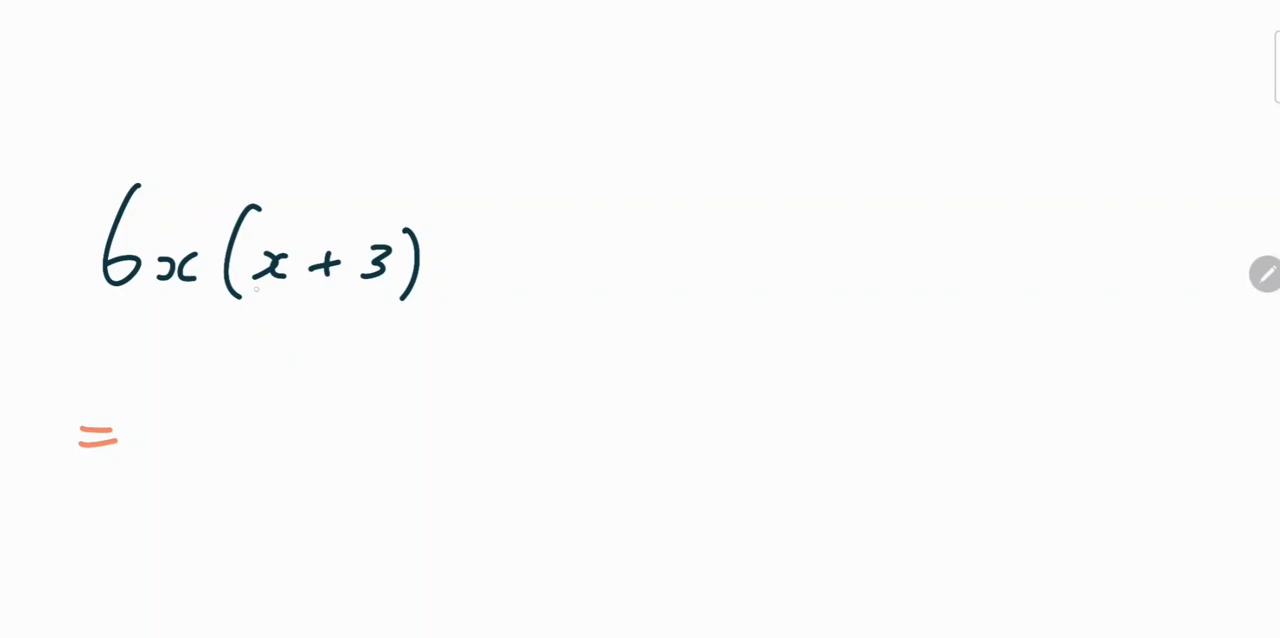 6x(x+3)
=